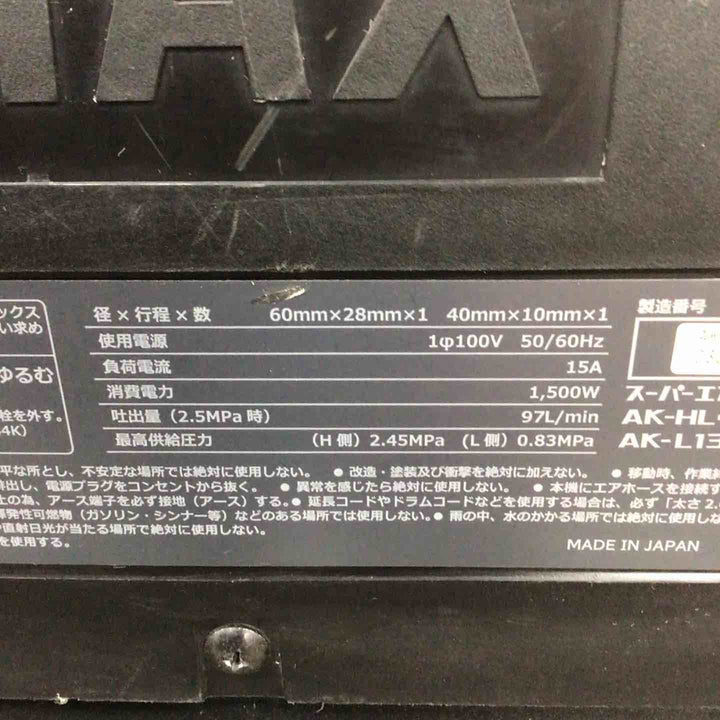 MAX
ックス
い求め
ゆるむ
栓を外す。
4K)
径×行程×数 60mm×28mm×1 40mm×10mm×1
使用電源 1φ100V 50/60Hz
負荷電流 15A
消費電力 1,500W
吐出量（2.5MPa 時） 97L/min
最高供給圧力 (H 側) 2.45MPa (L 側) 0.83MPa
製造番号
スーパーエア
AK-HL
AK-L13
平な所とし、不安定な場所では絶対に使用しない。 ● 改造・塗装及び衝撃を絶対に加えない。 ● 移動時、作業終
排出し、電源プラグをコンセントから抜く。 ● 異常を感じたら絶対に使用しない。 ● 本機にエアホースを接続す
止の為、アース端子を必ず接地（アース）する。● 延長コードやドラムコードなどを使用する場合は、必ず「太さ 2.
揮発性可燃物（ガソリン・シンナー等）などのある場所では使用しない。● 雨の中、水のかかる場所では絶対に使用し
や直射日光が当たる場所で絶対に使用しない。
を使用する。
MADE IN JAPAN